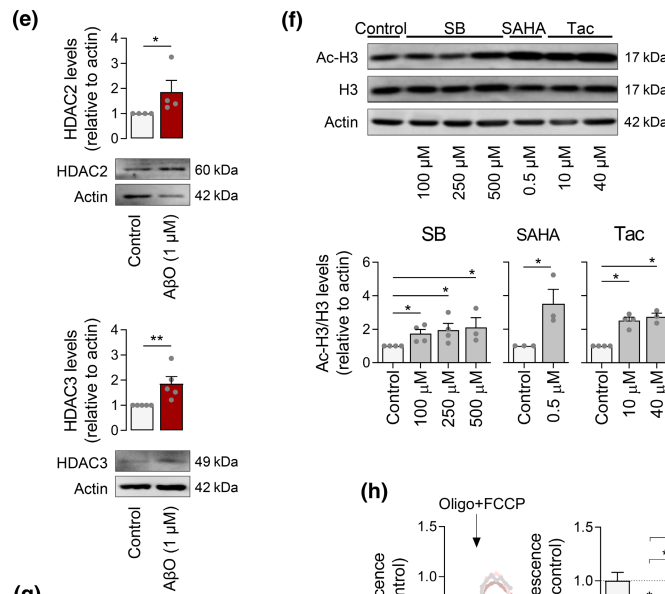 (e)
HDAC2 levels
(relative to actin)
4
3
2
1
0
*
HDAC2
60 kDa
Actin
42 kDa
Control
AβO (1 µM)
HDAC3 levels
(relative to actin)
4
3
2
1
0
**
HDAC3
49 kDa
Actin
42 kDa
Control
AβO (1 µM)
(f)
Control SB SAHA Tac
Ac-H3
17 kDa
H3
17 kDa
Actin
42 kDa
100 µM
250 µM
500 µM
0.5 µM
10 µM
40 µM
SB
SAHA
Tac
Ac-H3/H3 levels
(relative to actin)
6
4
2
0
* * *
*
* *
Control
100 µM
250 µM
500 µM
Control
0.5 µM
Control
10 µM
40 µM
(h)
Oligo+FCCP
1.5
1.0
1.5
1.0
escence
control)
*